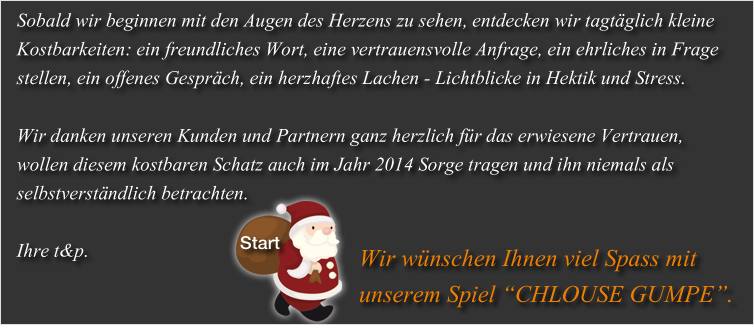 Sobald wir beginnen mit den Augen des Herzens zu sehen, entdecken wir tagtäglich kleine
Kostbarkeiten: ein freundliches Wort, eine vertrauensvolle Anfrage, ein ehrliches in Frage
stellen, ein offenes Gespräch, ein herzhaftes Lachen - Lichtblicke in Hektik und Stress.
Wir danken unseren Kunden und Partnern ganz herzlich für das erwiesene Vertrauen,
wollen diesem kostbaren Schatz auch im Jahr 2014 Sorge tragen und ihn niemals als
selbstverständlich betrachten.
Ihre t&p.
Start
Wir wünschen Ihnen viel Spass mit
unserem Spiel “CHLOUSE GUMPE”.